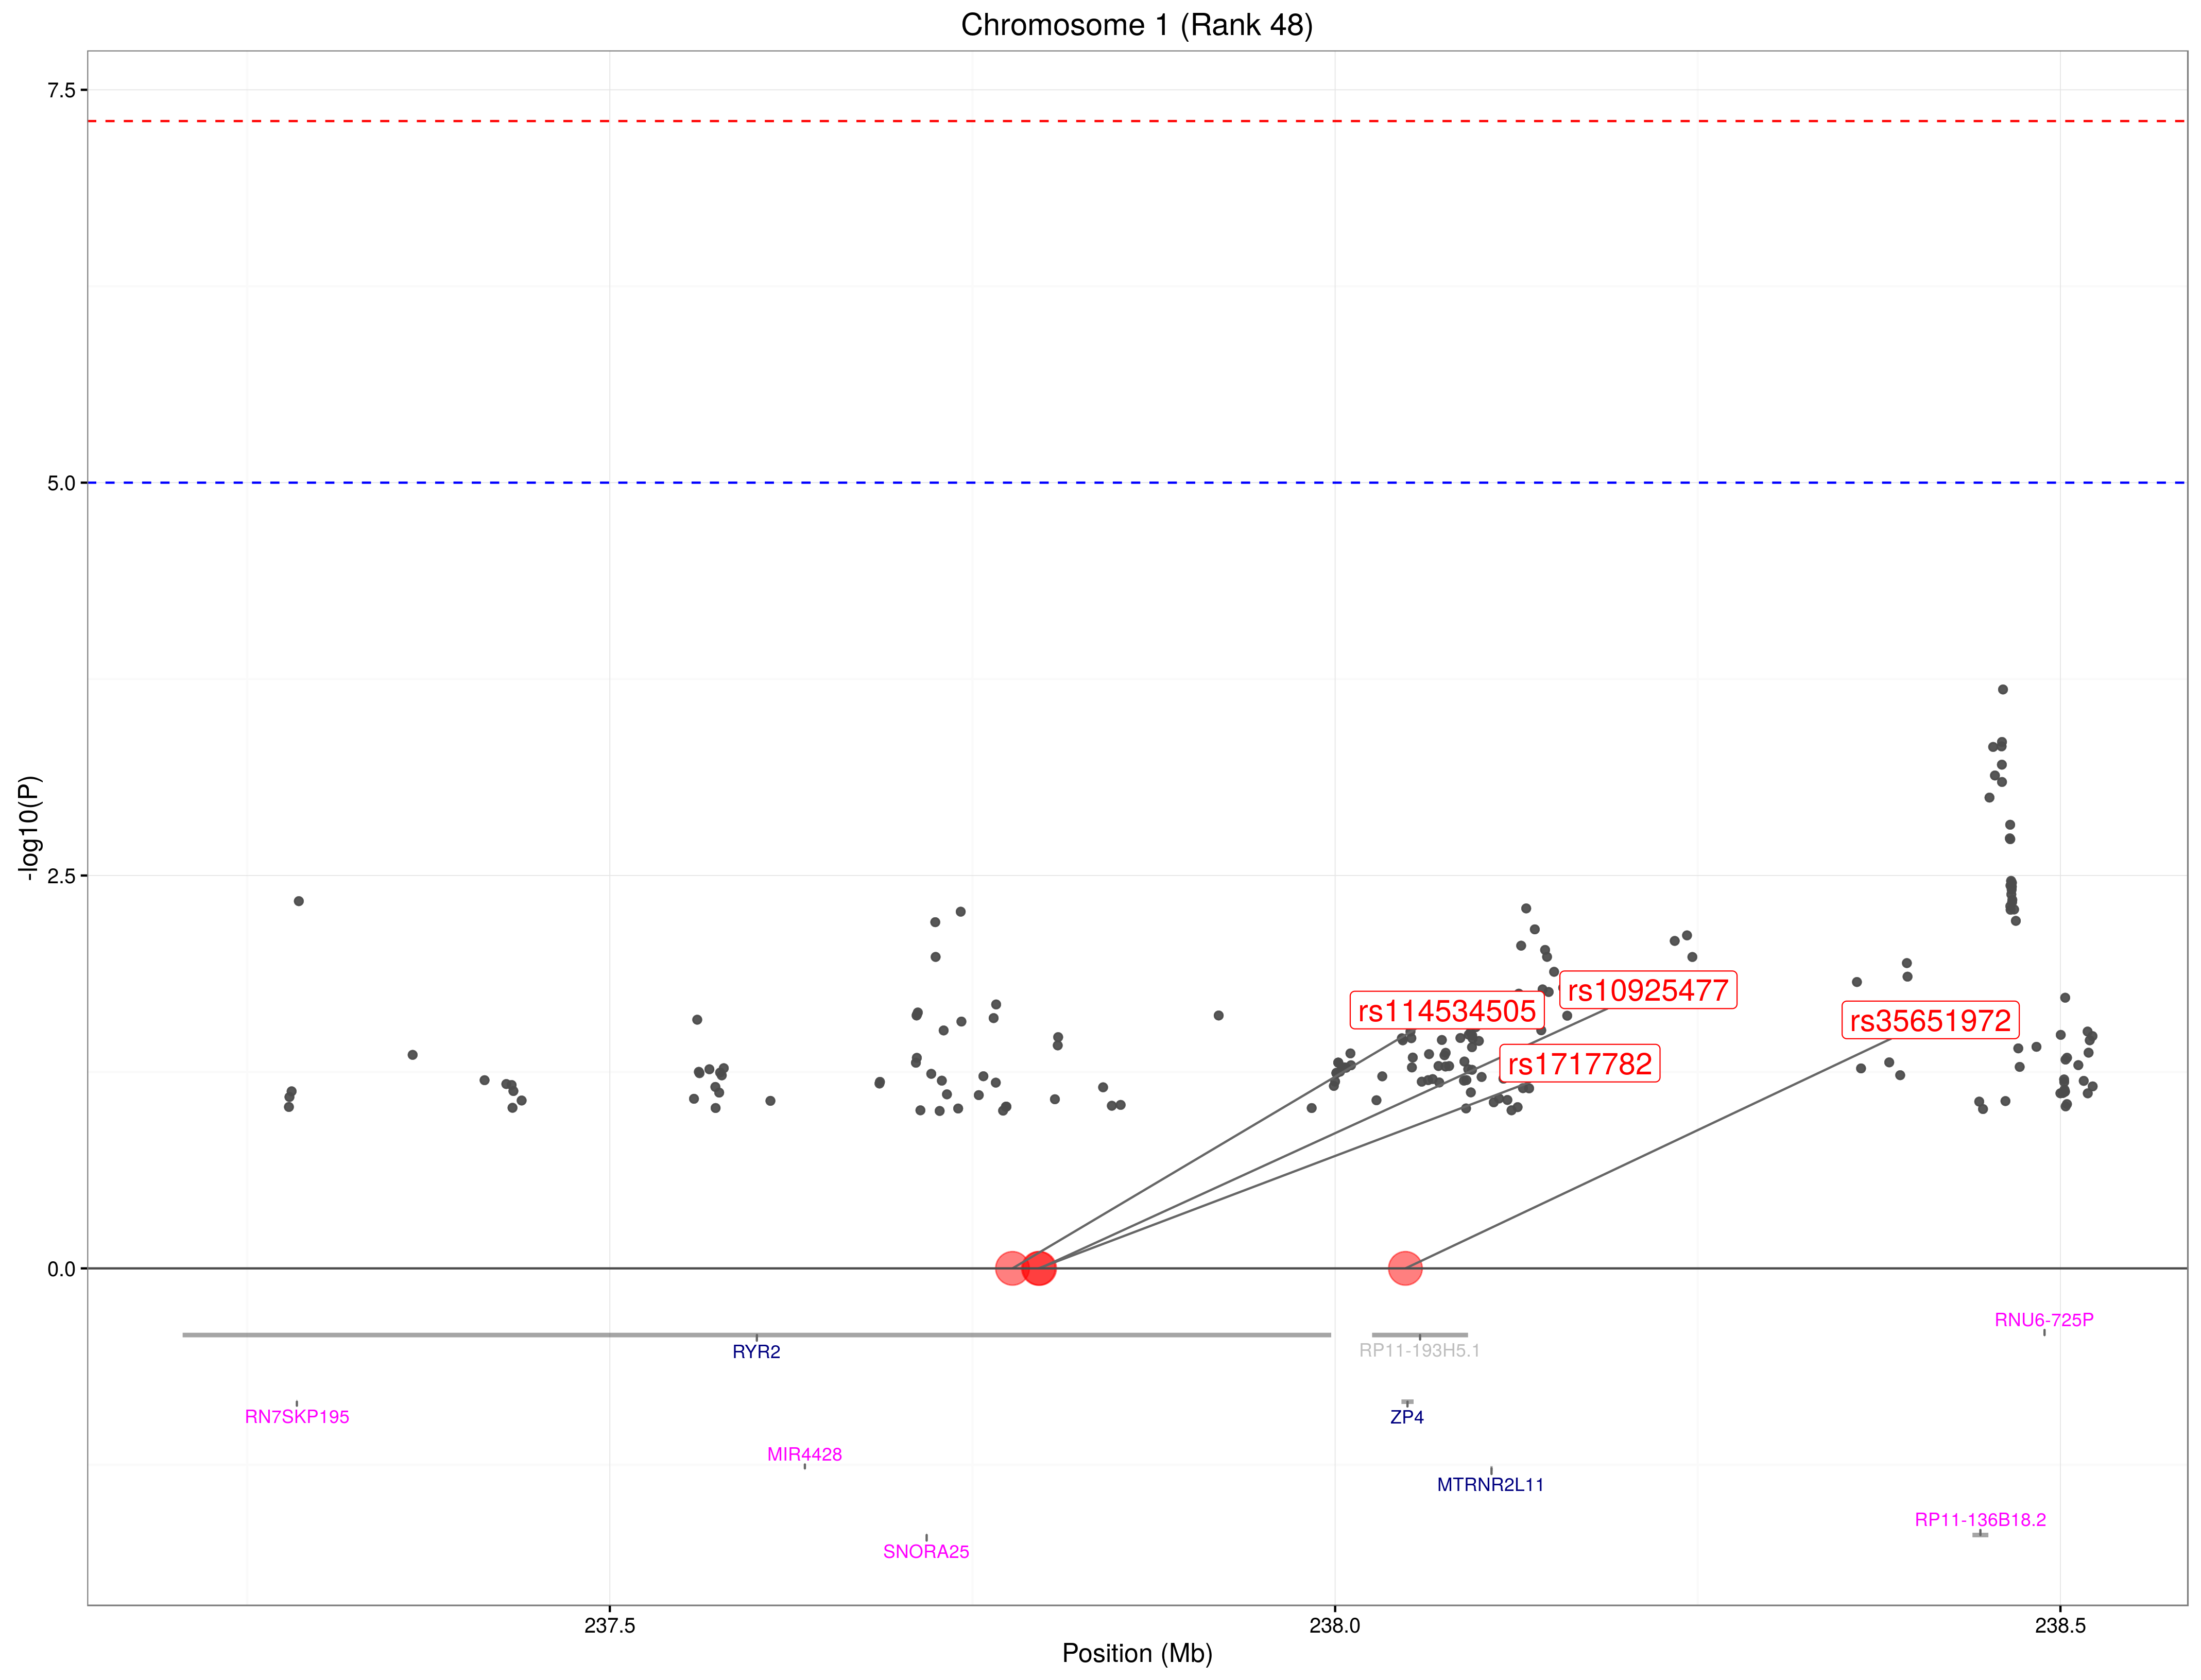 Chromosome 1 (Rank 48)
7.5
5.0
2.5
0.0
-log10(P)
rs10925477
rs114534505
rs35651972
rs1717782
RNU6-725P
RYR2
RP11-193H5.1
RN7SKP195
ZP4
MIR4428
MTRNR2L11
RP11-136B18.2
SNORA25
237.5
238.0
238.5
Position (Mb)